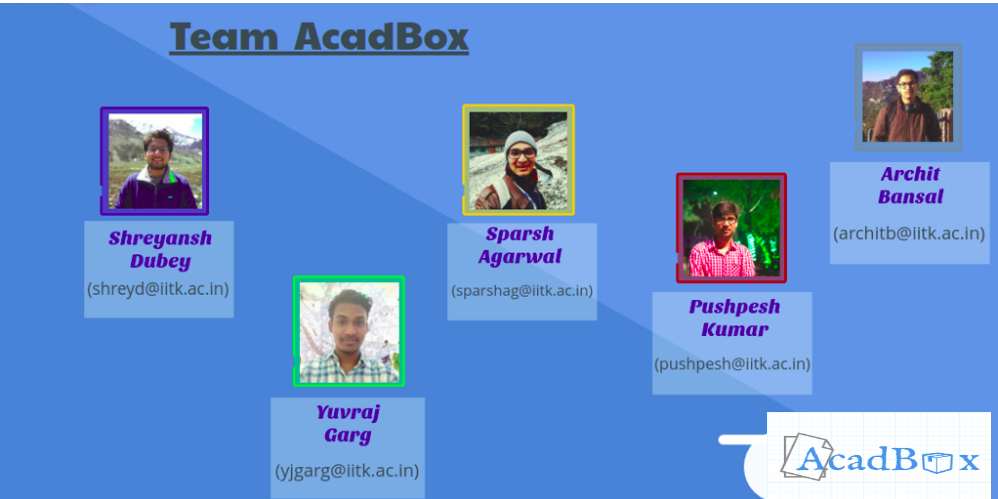 Team AcadBox
Shreyansh
Dubey
(shreyd@iitk.ac.in)
Yuvraj
Garg
(yjgarg@iitk.ac.in)
Sparsh
Agarwal
(sparshag@iitk.ac.in)
Pushpesh
Kumar
(pushpesh@iitk.ac.in)
Archit
Bansal
(architb@iitk.ac.in)
AcadBox